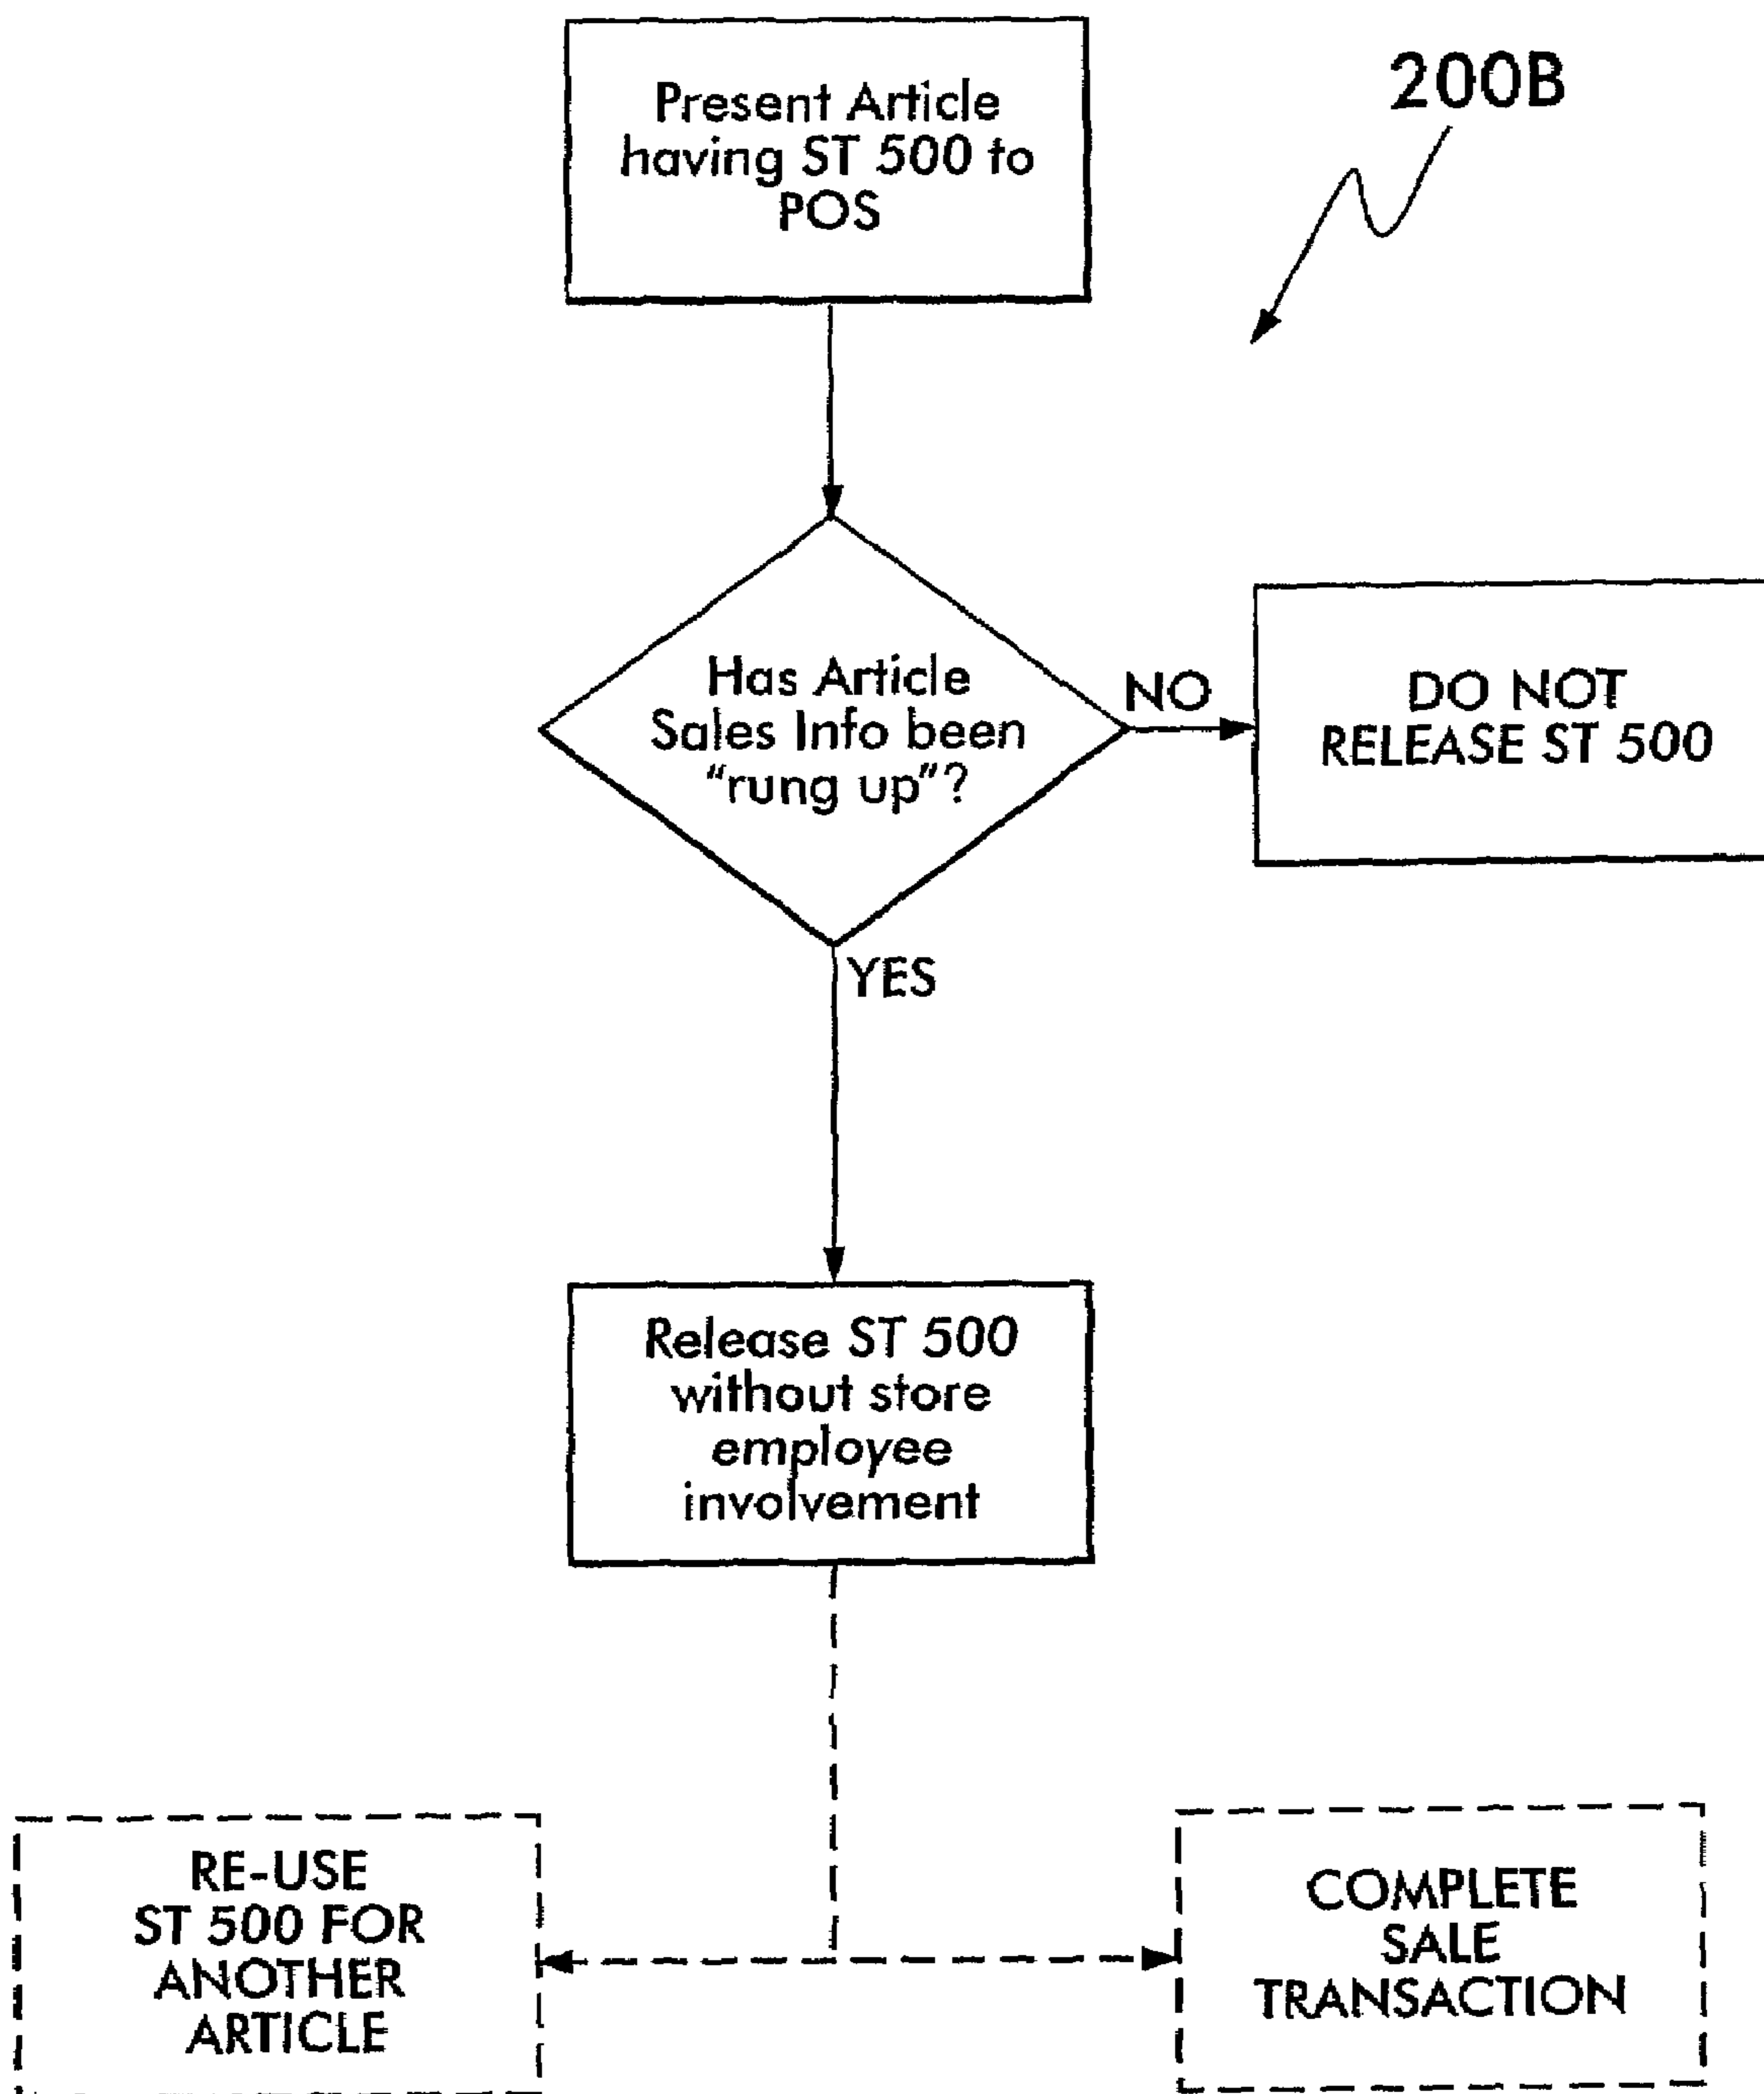 Present Article
having ST 500 to
POS
200B
Has Article
Sales Info been
“rung up”?
NO
DO NOT
RELEASE ST 500
YES
Release ST 500
without store
employee
involvement
RE-USE
ST 500 FOR
ANOTHER
ARTICLE
COMPLETE
SALE
TRANSACTION